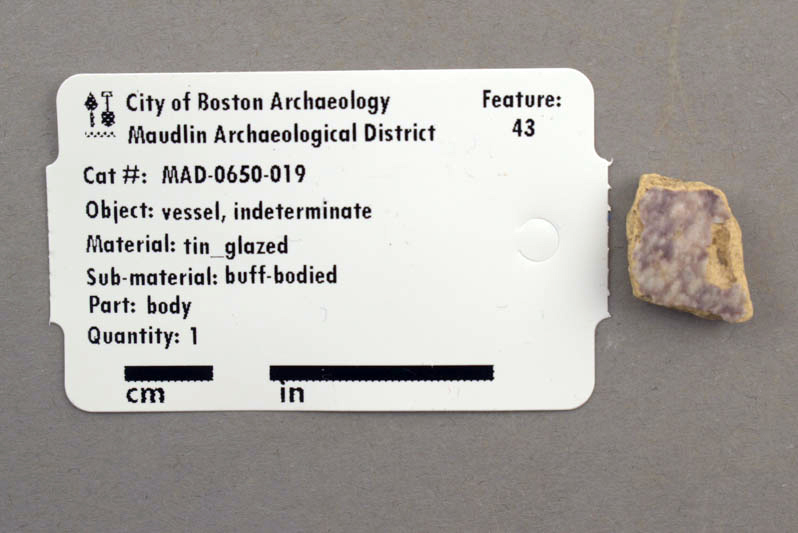 City of Boston Archaeology
Maudlin Archaeological District
Feature:
43
Cat #: MAD-0650-019
Object: vessel, indeterminate
Material: tin_glazed
Sub-material: buff-bodied
Part: body
Quantity: 1
cm in